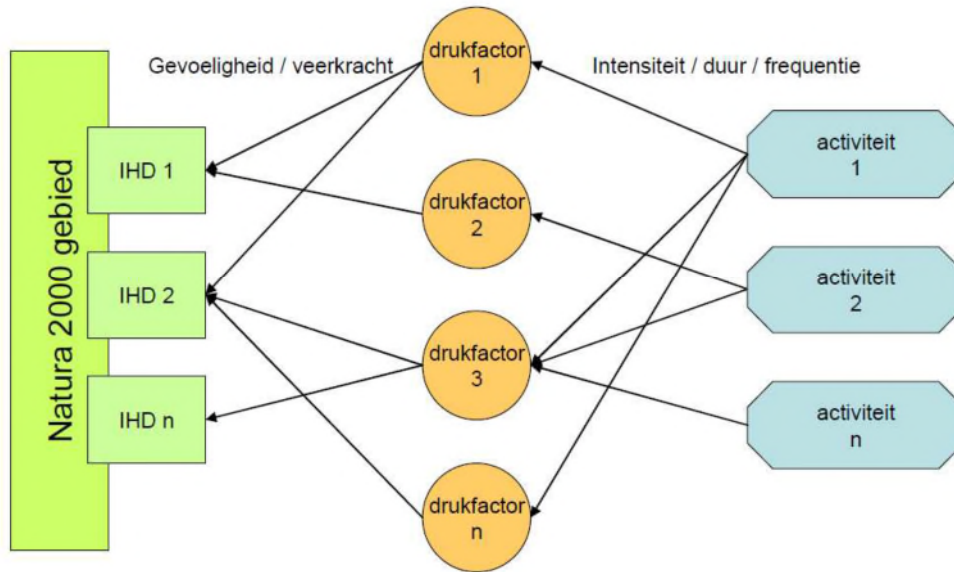 Natura 2000 gebied
Gevoeligheid / veerkracht
Intensiteit / duur / frequentie
IHD 1
IHD 2
IHD n
drukfactor
1
drukfactor
2
drukfactor
3
drukfactor
n
activiteit
1
activiteit
2
activiteit
n